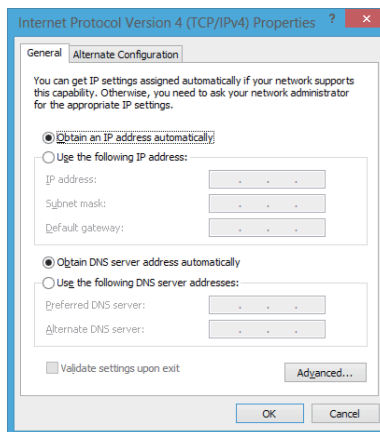 Internet Protocol Version 4 (TCP/IPv4) Properties ? ×
General Alternate Configuration
You can get IP settings assigned automatically if your network supports
this capability. Otherwise, you need to ask your network administrator
for the appropriate IP settings.
Obtain an IP address automatically
Use the following IP address:
IP address:
Subnet mask:
Default gateway:
Obtain DNS server address automatically
Use the following DNS server addresses:
Preferred DNS server:
Alternate DNS server:
Validate settings upon exit
Advanced...
OK Cancel